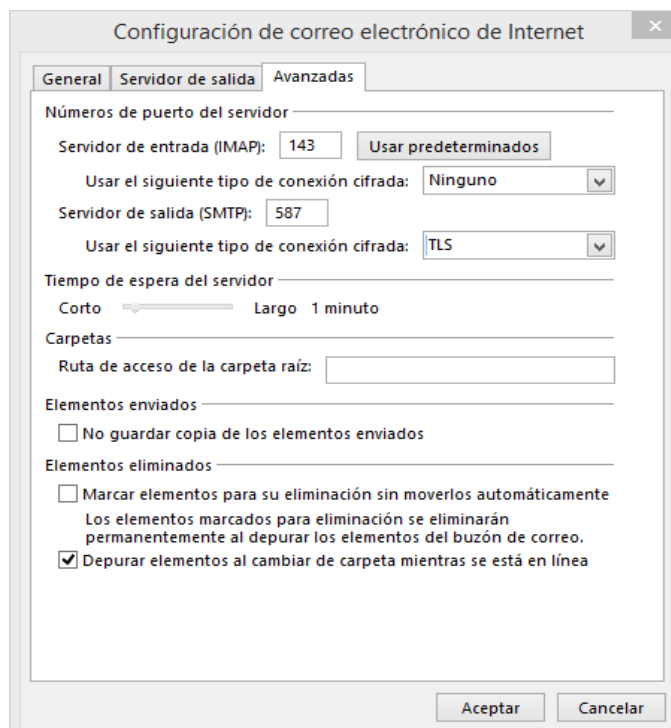 Configuración de correo electrónico de Internet
General Servidor de salida Avanzadas
Números de puerto del servidor
Servidor de entrada (IMAP): 143 Usar predeterminados
Usar el siguiente tipo de conexión cifrada: Ninguno
Servidor de salida (SMTP): 587
Usar el siguiente tipo de conexión cifrada: TLS
Tiempo de espera del servidor
Corto Largo 1 minuto
Carpetas
Ruta de acceso de la carpeta raíz:
Elementos enviados
No guardar copia de los elementos enviados
Elementos eliminados
Marcar elementos para su eliminación sin moverlos automáticamente
Los elementos marcados para eliminación se eliminarán
permanentemente al depurar los elementos del buzón de correo.
Depurar elementos al cambiar de carpeta mientras se está en línea
Aceptar Cancelar